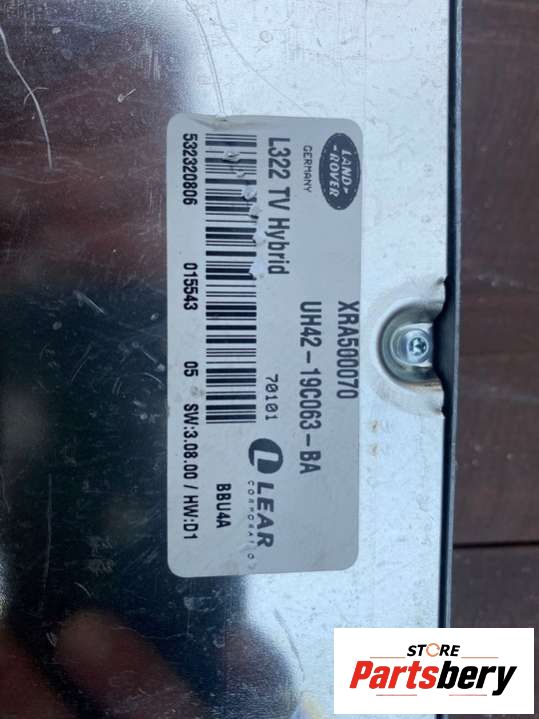 LAND
ROVER
GERMANY
XRA500070
L322 TV Hybrid
UH42-19C063-BA
70101
LEAR
CORPORATION
BBU4A
532320806 015543 05 SW:3.08.00 / HW:D1
STORE
Partsbery